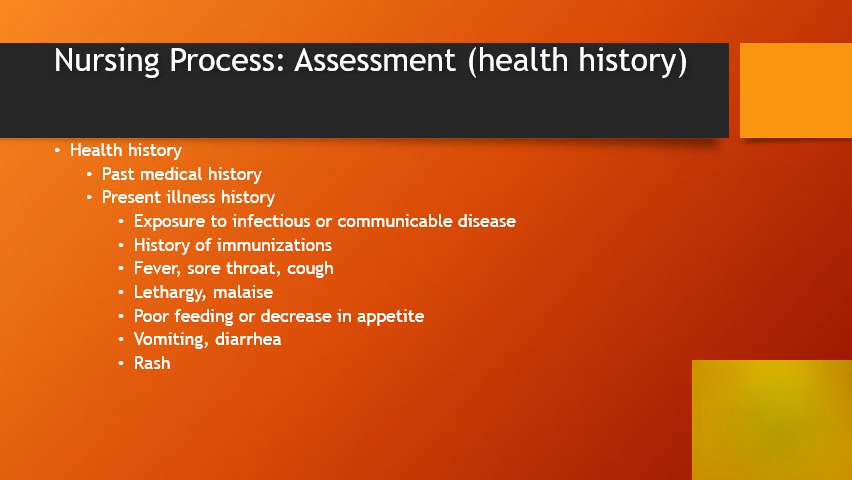 Nursing Process: Assessment (health history)
• Health history
• Past medical history
• Present illness history
• Exposure to infectious or communicable disease
• History of immunizations
• Fever, sore throat, cough
• Lethargy, malaise
• Poor feeding or decrease in appetite
• Vomiting, diarrhea
• Rash